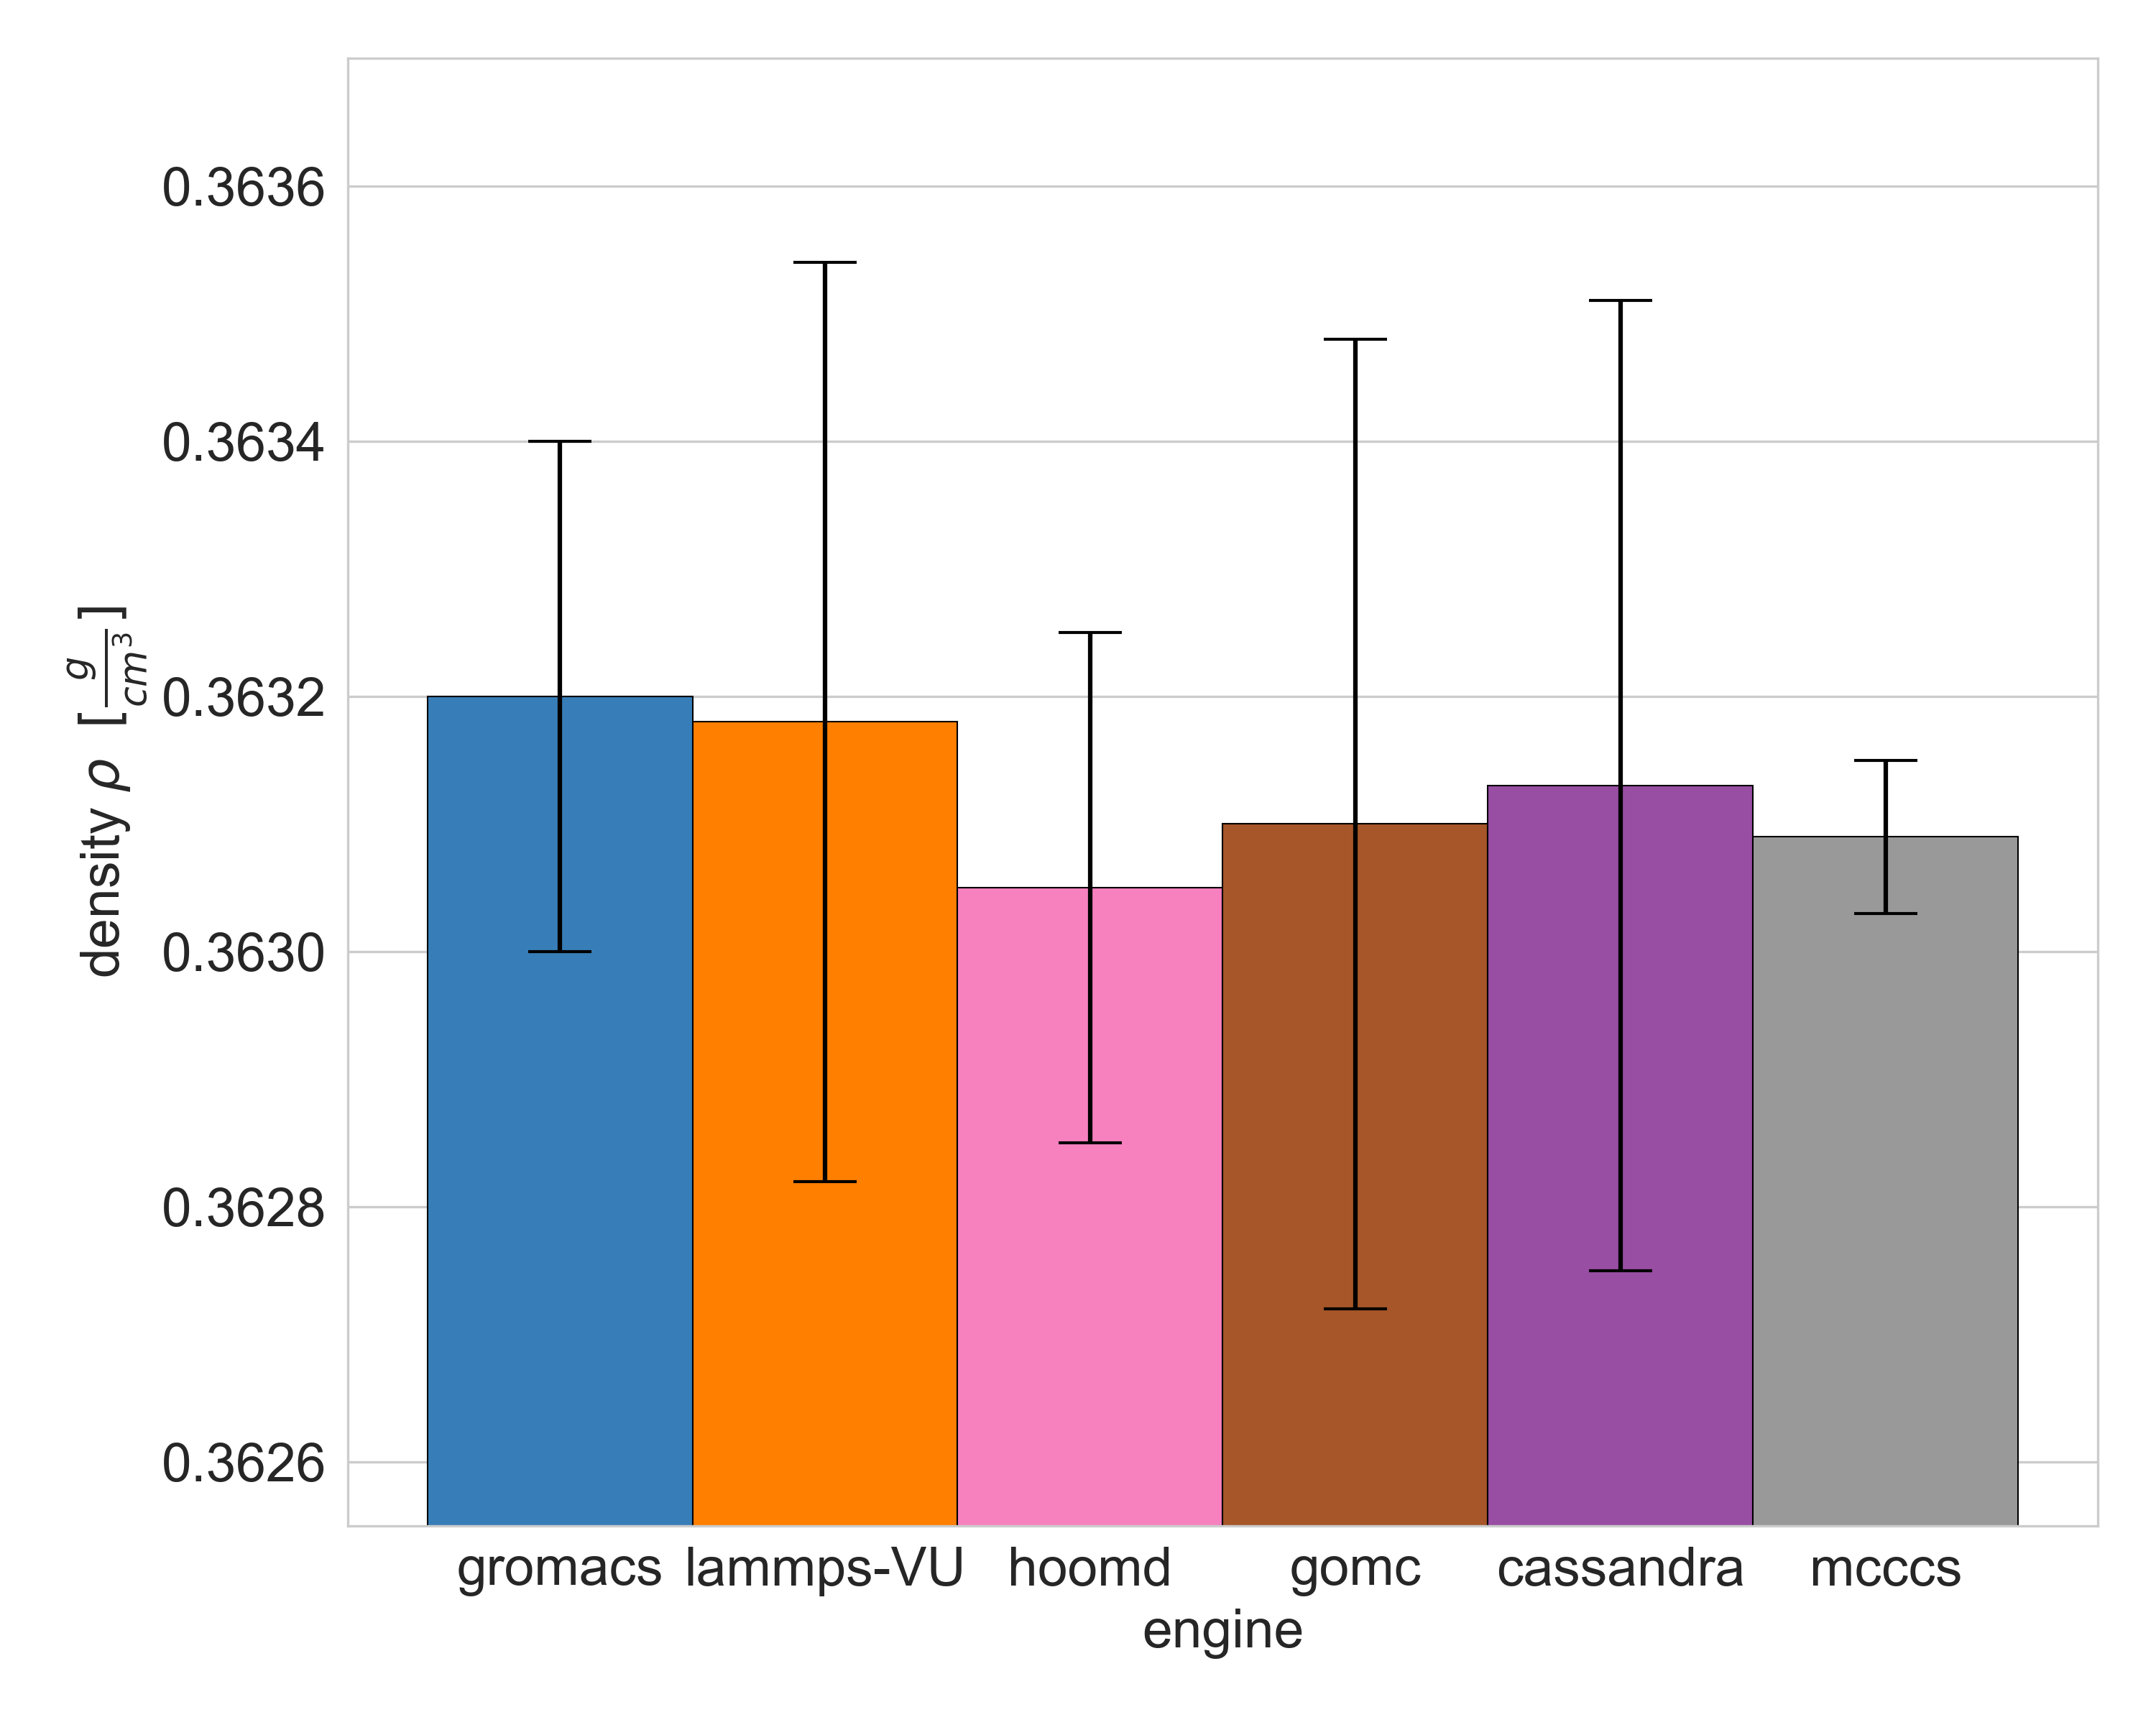 density ρ [g/cm³]
0.3636
0.3634
0.3632
0.3630
0.3628
0.3626
gromacs lammps-VU hoomd gomc cassandra mcccs
engine